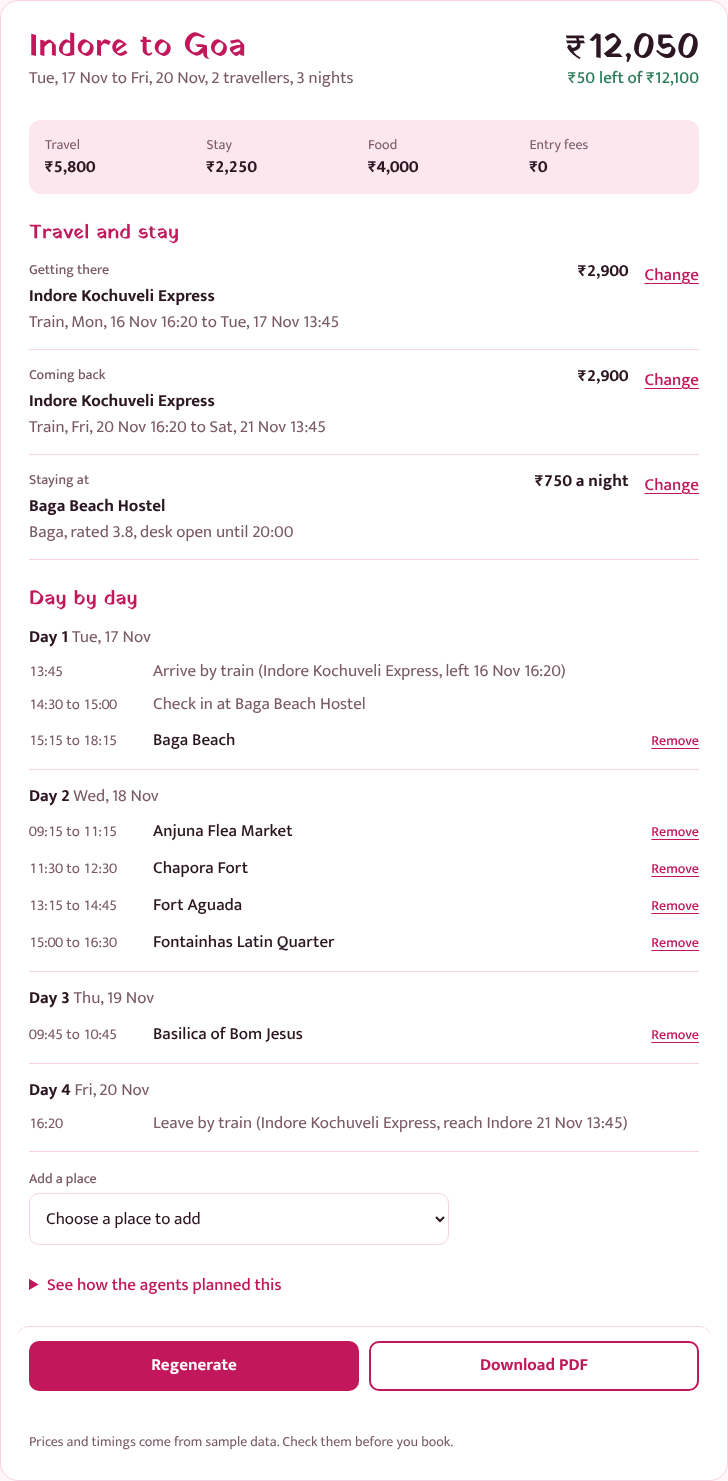 Indore to Goa
₹12,050
Tue, 17 Nov to Fri, 20 Nov, 2 travellers, 3 nights
₹50 left of ₹12,100
Travel
Stay
Food
Entry fees
₹5,800
₹2,250
₹4,000
₹0
Travel and stay
Getting there
₹2,900
Change
Indore Kochuveli Express
Train, Mon, 16 Nov 16:20 to Tue, 17 Nov 13:45
Coming back
₹2,900
Change
Indore Kochuveli Express
Train, Fri, 20 Nov 16:20 to Sat, 21 Nov 13:45
Staying at
₹750 a night
Change
Baga Beach Hostel
Baga, rated 3.8, desk open until 20:00
Day by day
Day 1 Tue, 17 Nov
13:45 Arrive by train (Indore Kochuveli Express, left 16 Nov 16:20)
14:30 to 15:00 Check in at Baga Beach Hostel
15:15 to 18:15 Baga Beach Remove
Day 2 Wed, 18 Nov
09:15 to 11:15 Anjuna Flea Market Remove
11:30 to 12:30 Chapora Fort Remove
13:15 to 14:45 Fort Aguada Remove
15:00 to 16:30 Fontainhas Latin Quarter Remove
Day 3 Thu, 19 Nov
09:45 to 10:45 Basilica of Bom Jesus Remove
Day 4 Fri, 20 Nov
16:20 Leave by train (Indore Kochuveli Express, reach Indore 21 Nov 13:45)
Add a place
Choose a place to add
See how the agents planned this
Regenerate
Download PDF
Prices and timings come from sample data. Check them before you book.